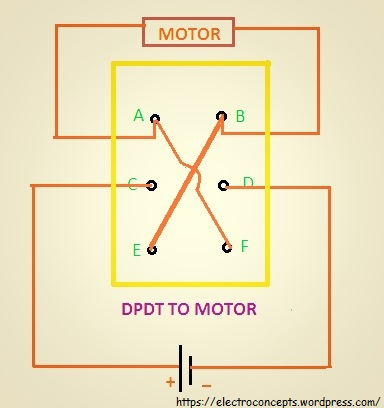 MOTOR
A B
C D
E F
DPDT TO MOTOR
+ –
https://electroconcepts.wordpress.com/